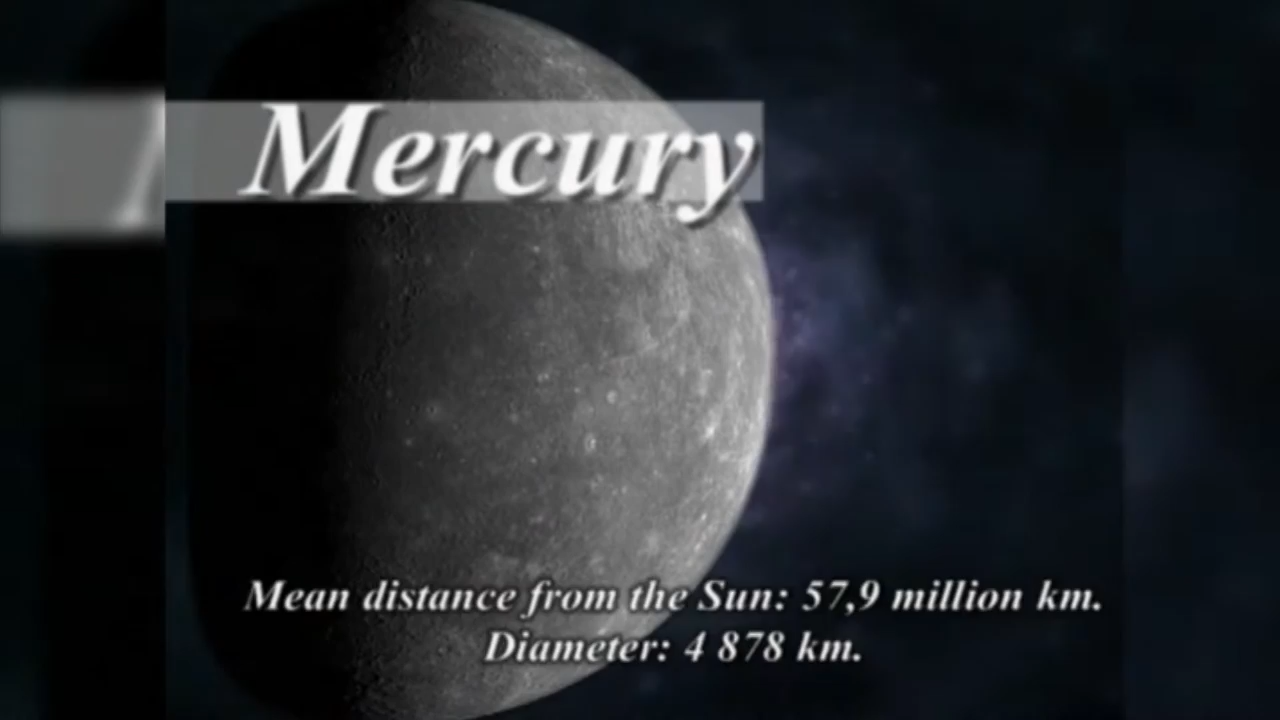 Mercury
Mean distance from the Sun: 57,9 million km.
Diameter: 4 878 km.